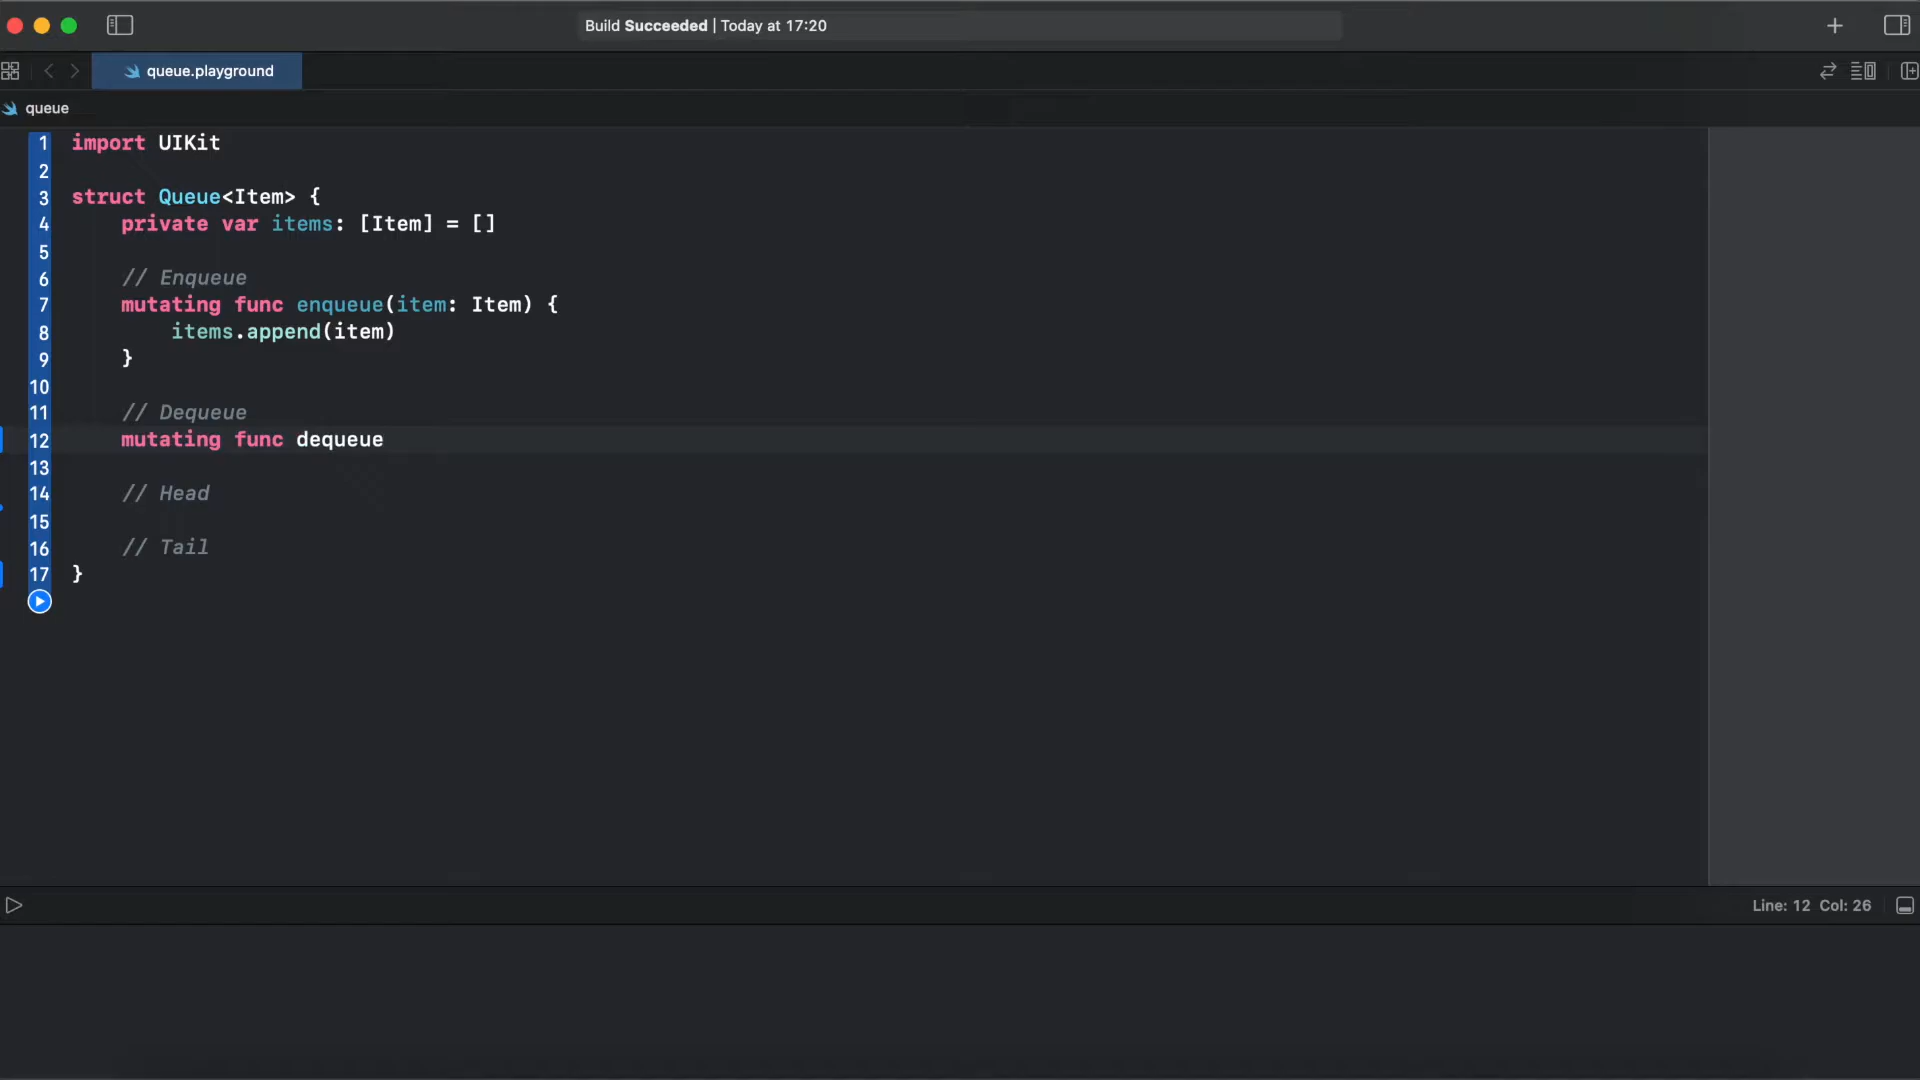 Build Succeeded | Today at 17:20
queue.playground
queue
1 import UIKit
2
3 struct Queue<Item> {
4     private var items: [Item] = []
5
6     // Enqueue
7     mutating func enqueue(item: Item) {
8         items.append(item)
9     }
10
11     // Dequeue
12     mutating func dequeue
13
14     // Head
15
16     // Tail
17 }
Line: 12 Col: 26